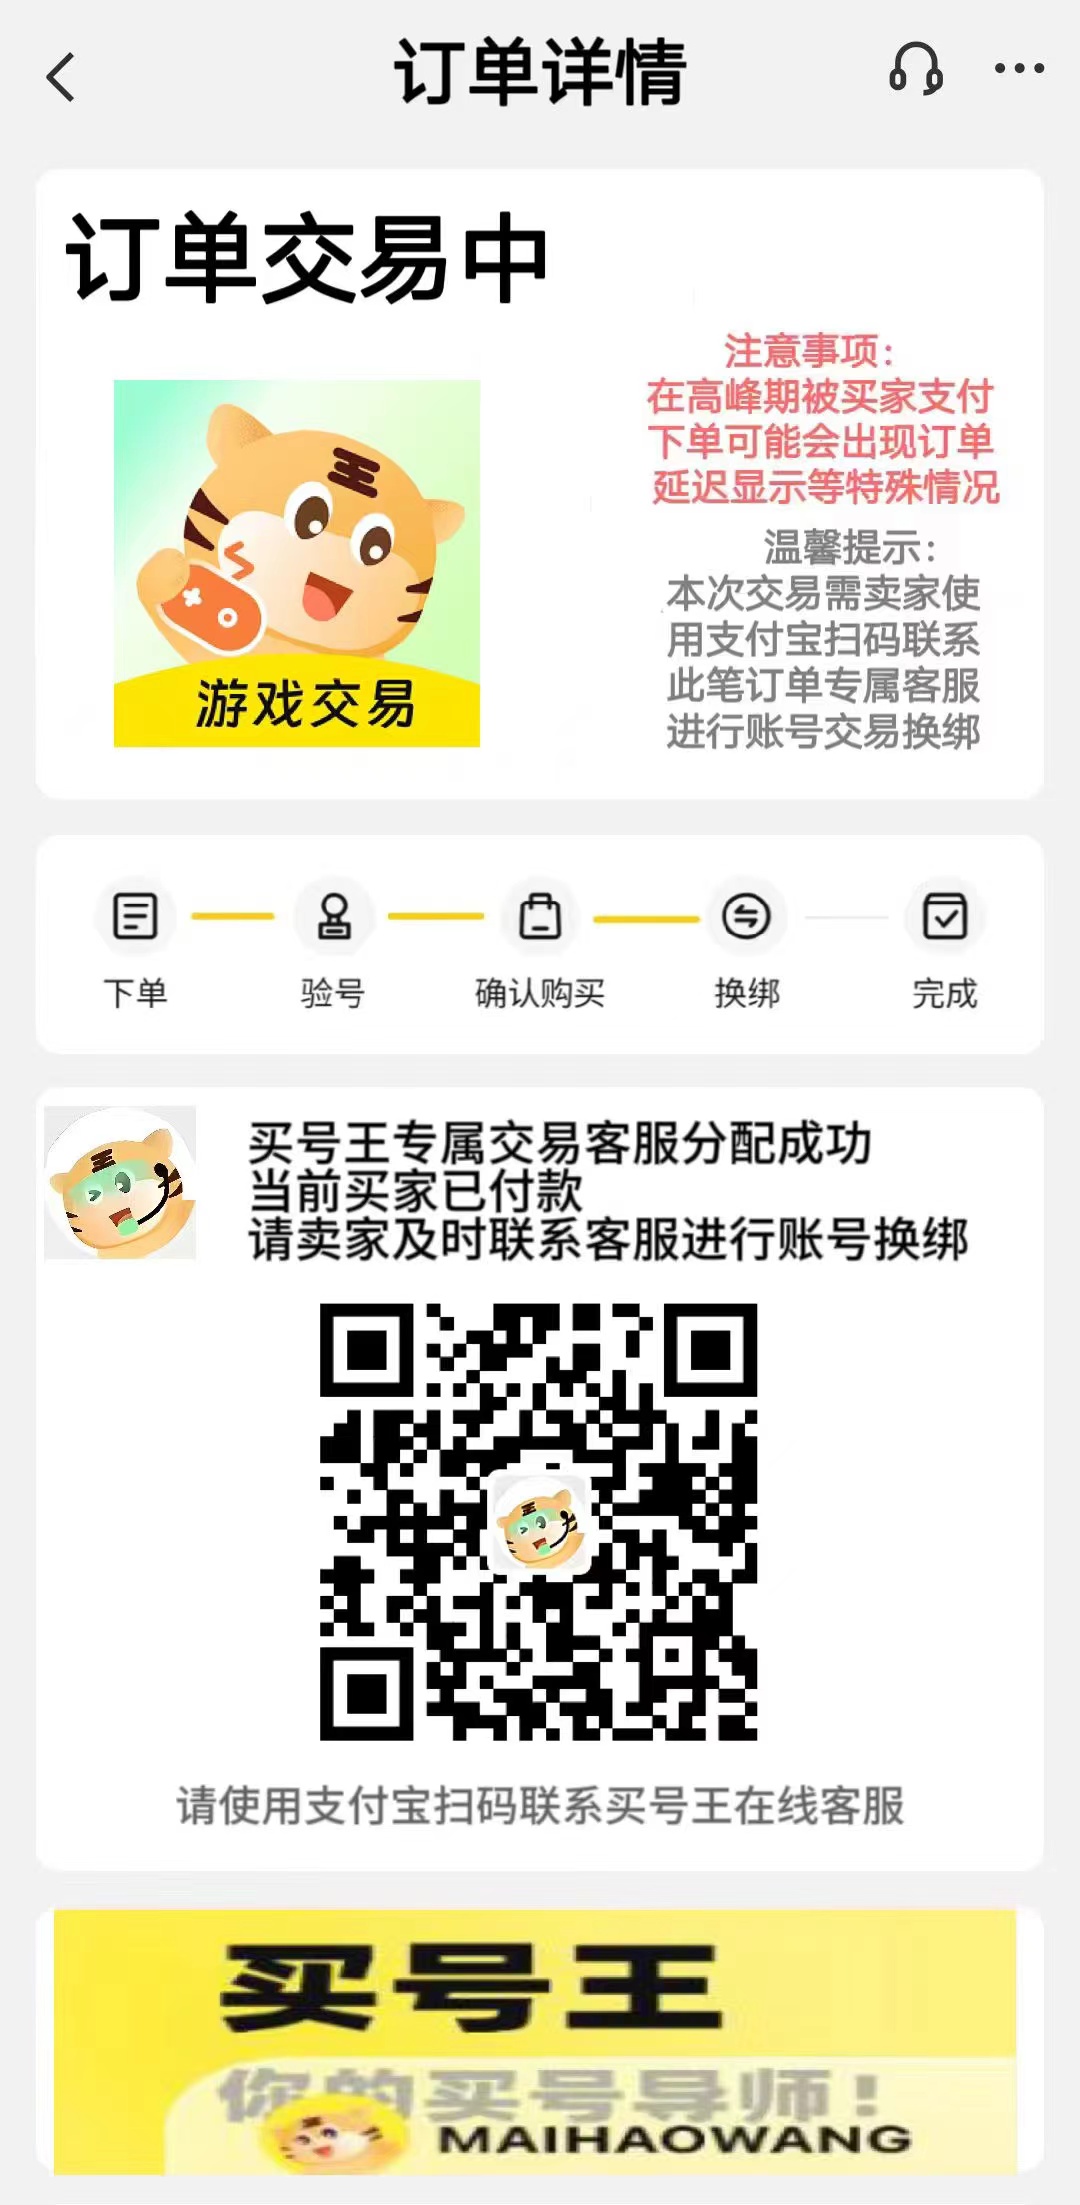 订单详情
订单交易中
注意事项：
在高峰期被买家支付
下单可能会出现订单
延迟显示等特殊情况
温馨提示：
本次交易需卖家使
用支付宝扫码联系
此笔订单专属客服
进行账号交易换绑
王
游戏交易
下单
验号
确认购买
换绑
完成
王
买号王专属交易客服分配成功
当前买家已付款
请卖家及时联系客服进行账号换绑
王
请使用支付宝扫码联系买号王在线客服
买号王
你的买号导师！
MAIHAOWANG